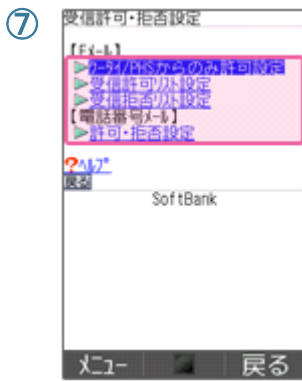 ⑦
受信許可・拒否設定
【Eメール】
▶ケータイ/PHSからのみ許可設定
▶受信許可リスト設定
▶受信拒否リスト設定
【電話番号メール】
▶許可・拒否設定
?ヘルプ
戻る
SoftBank
メニュー 戻る